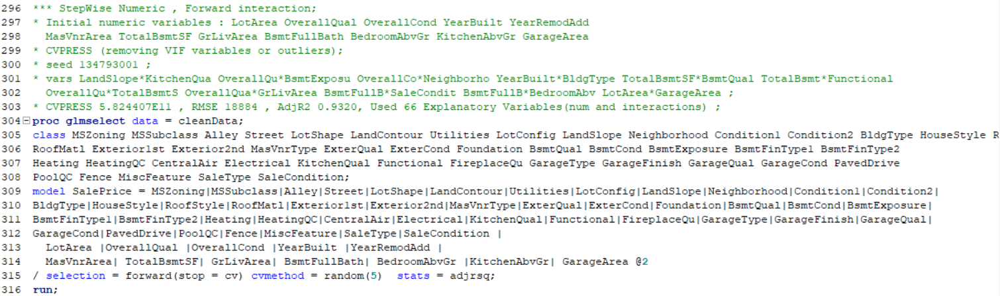 296 *** StepWise Numeric , Forward interaction;
297 * Initial numeric variables : LotArea OverallQual OverallCond YearBuilt YearRemodAdd
298 MasVnrArea TotalBsmtSF GrLivArea BsmtFullBath BedroomAbvGr KitchenAbvGr GarageArea
299 * CVPRESS (removing VIF variables or outliers);
300 * seed 134793001 ;
301 * vars LandSlope*KitchenQua OverallQu*BsmtExposu OverallCo*Neighborho YearBuilt*BldgType TotalBsmtSF*BsmtQual TotalBsmt*Functional
302 OverallQu*TotalBsmtS OverallQua*GrLivArea BsmtFullB*SaleCondit BsmtFullB*BedroomAbv LotArea*GarageArea ;
303 * CVPRESS 5.824407E11 , RMSE 18884 , AdjR2 0.9320, Used 66 Explanatory Variables(num and interactions) ;
304 proc glmselect data = cleanData;
305 class MSZoning MSSubclass Alley Street LotShape LandContour Utilities LotConfig LandSlope Neighborhood Condition1 Condition2 BldgType HouseStyle R
306 RoofMatl Exterior1st Exterior2nd MasVnrType ExterQual ExterCond Foundation BsmtQual BsmtCond BsmtExposure BsmtFinType1 BsmtFinType2
307 Heating HeatingQC CentralAir Electrical KitchenQual Functional FireplaceQu GarageType GarageFinish GarageQual GarageCond PavedDrive
308 PoolQC Fence MiscFeature SaleType SaleCondition;
309 model SalePrice = MSZoning|MSSubclass|Alley|Street|LotShape|LandContour|Utilities|LotConfig|LandSlope|Neighborhood|Condition1|Condition2|
310 BldgType|HouseStyle|RoofStyle|RoofMatl|Exterior1st|Exterior2nd|MasVnrType|ExterQual|ExterCond|Foundation|BsmtQual|BsmtCond|BsmtExposure|
311 BsmtFinType1|BsmtFinType2|Heating|HeatingQC|CentralAir|Electrical|KitchenQual|Functional|FireplaceQu|GarageType|GarageFinish|GarageQual|
312 GarageCond|PavedDrive|PoolQC|Fence|MiscFeature|SaleType|SaleCondition |
313 LotArea |OverallQual |OverallCond |YearBuilt |YearRemodAdd |
314 MasVnrArea| TotalBsmtSF| GrLivArea| BsmtFullBath| BedroomAbvGr |KitchenAbvGr| GarageArea @2
315 / selection = forward(stop = cv) cvmethod = random(5) stats = adjrsq;
316 run;